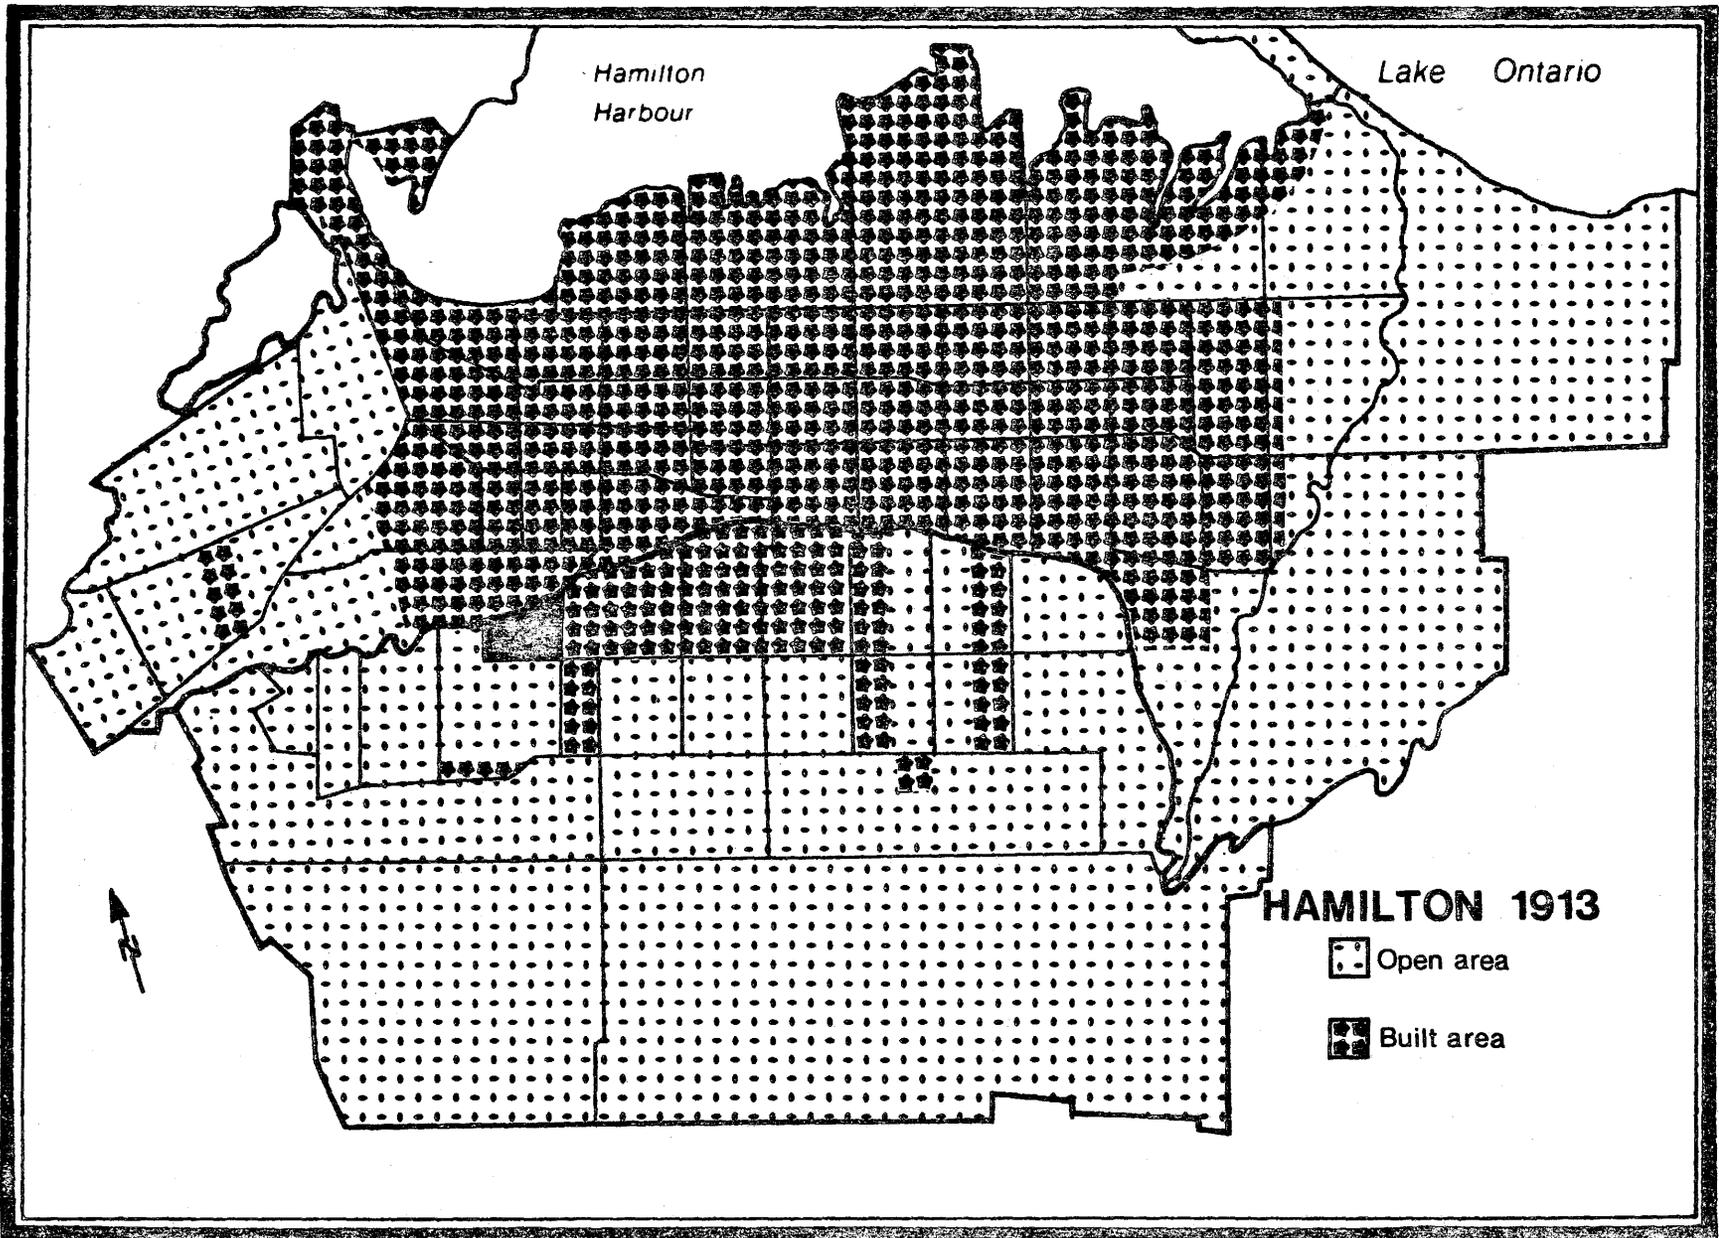 Hamilton
Harbour
Lake Ontario
N
HAMILTON 1913
Open area
Built area